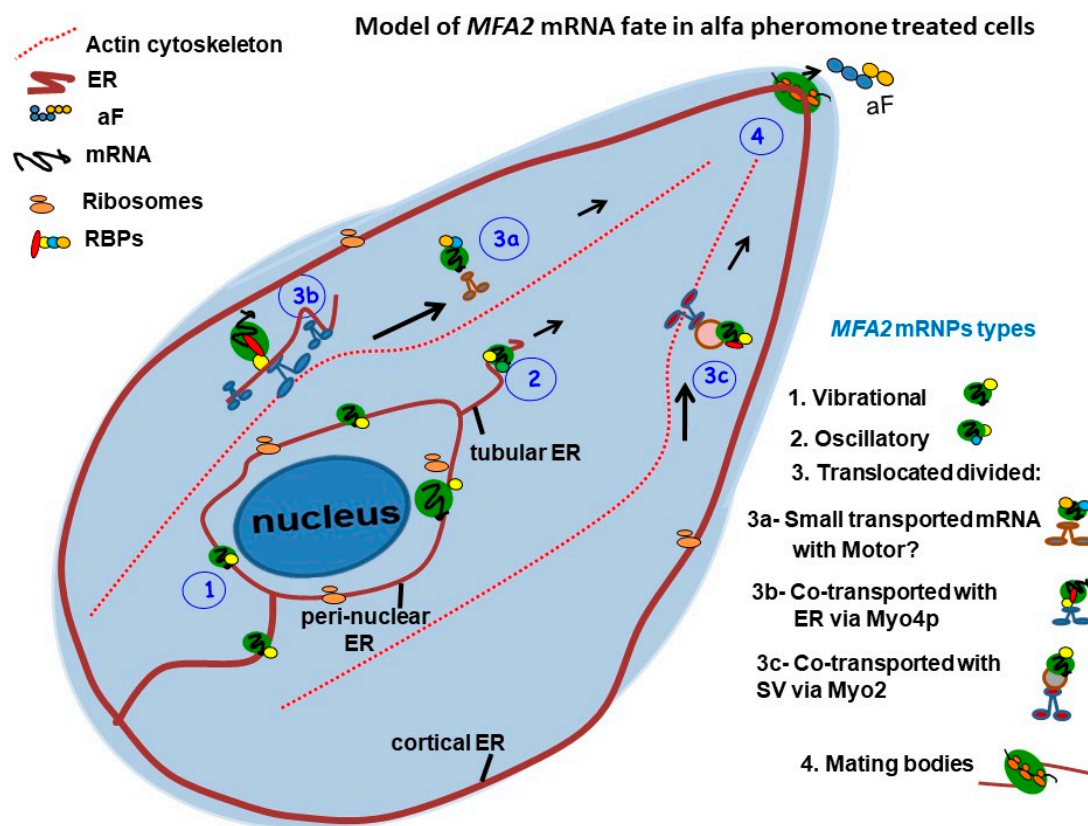 Model of MFA2 mRNA fate in alfa pheromone treated cells
Actin cytoskeleton
ER
aF
mRNA
Ribosomes
RBPs
aF
4
3a
3b
2
3c
tubular ER
nucleus
1
peri-nuclear
ER
cortical ER
MFA2 mRNPs types
1. Vibrational
2. Oscillatory
3. Translocated divided:
3a- Small transported mRNA
with Motor?
3b- Co-transported with
ER via Myo4p
3c- Co-transported with
SV via Myo2
4. Mating bodies